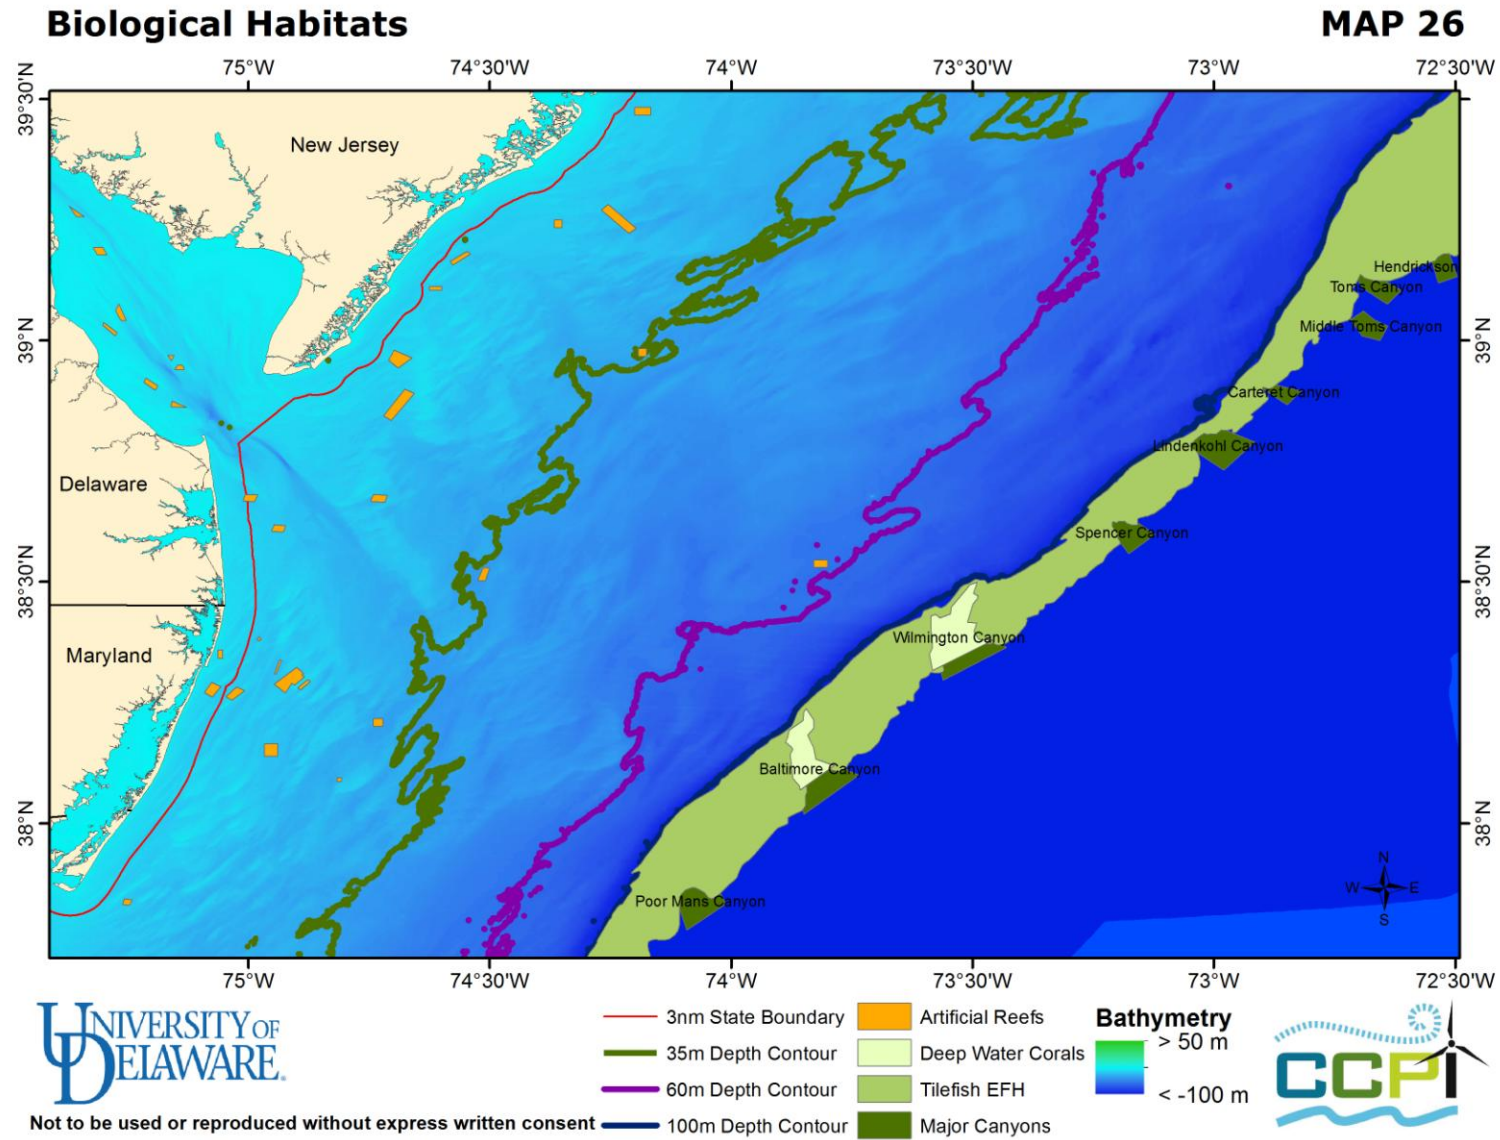 Biological Habitats
MAP 26
75°W 74°30'W 74°W 73°30'W 73°W 72°30'W
39°30'N
39°N
38°30'N
38°N
39°N
38°30'N
38°N
New Jersey
Delaware
Maryland
Hendrickson
Toms Canyon
Middle Toms Canyon
Carteret Canyon
Lindenkohl Canyon
Spencer Canyon
Wilmington Canyon
Baltimore Canyon
Poor Mans Canyon
N
W E
S
75°W 74°30'W 74°W 73°30'W 73°W 72°30'W
UNIVERSITY OF
DELAWARE.
Not to be used or reproduced without express written consent
3nm State Boundary
35m Depth Contour
60m Depth Contour
100m Depth Contour
Artificial Reefs
Deep Water Corals
Tilefish EFH
Major Canyons
Bathymetry
> 50 m
< -100 m
CCPI